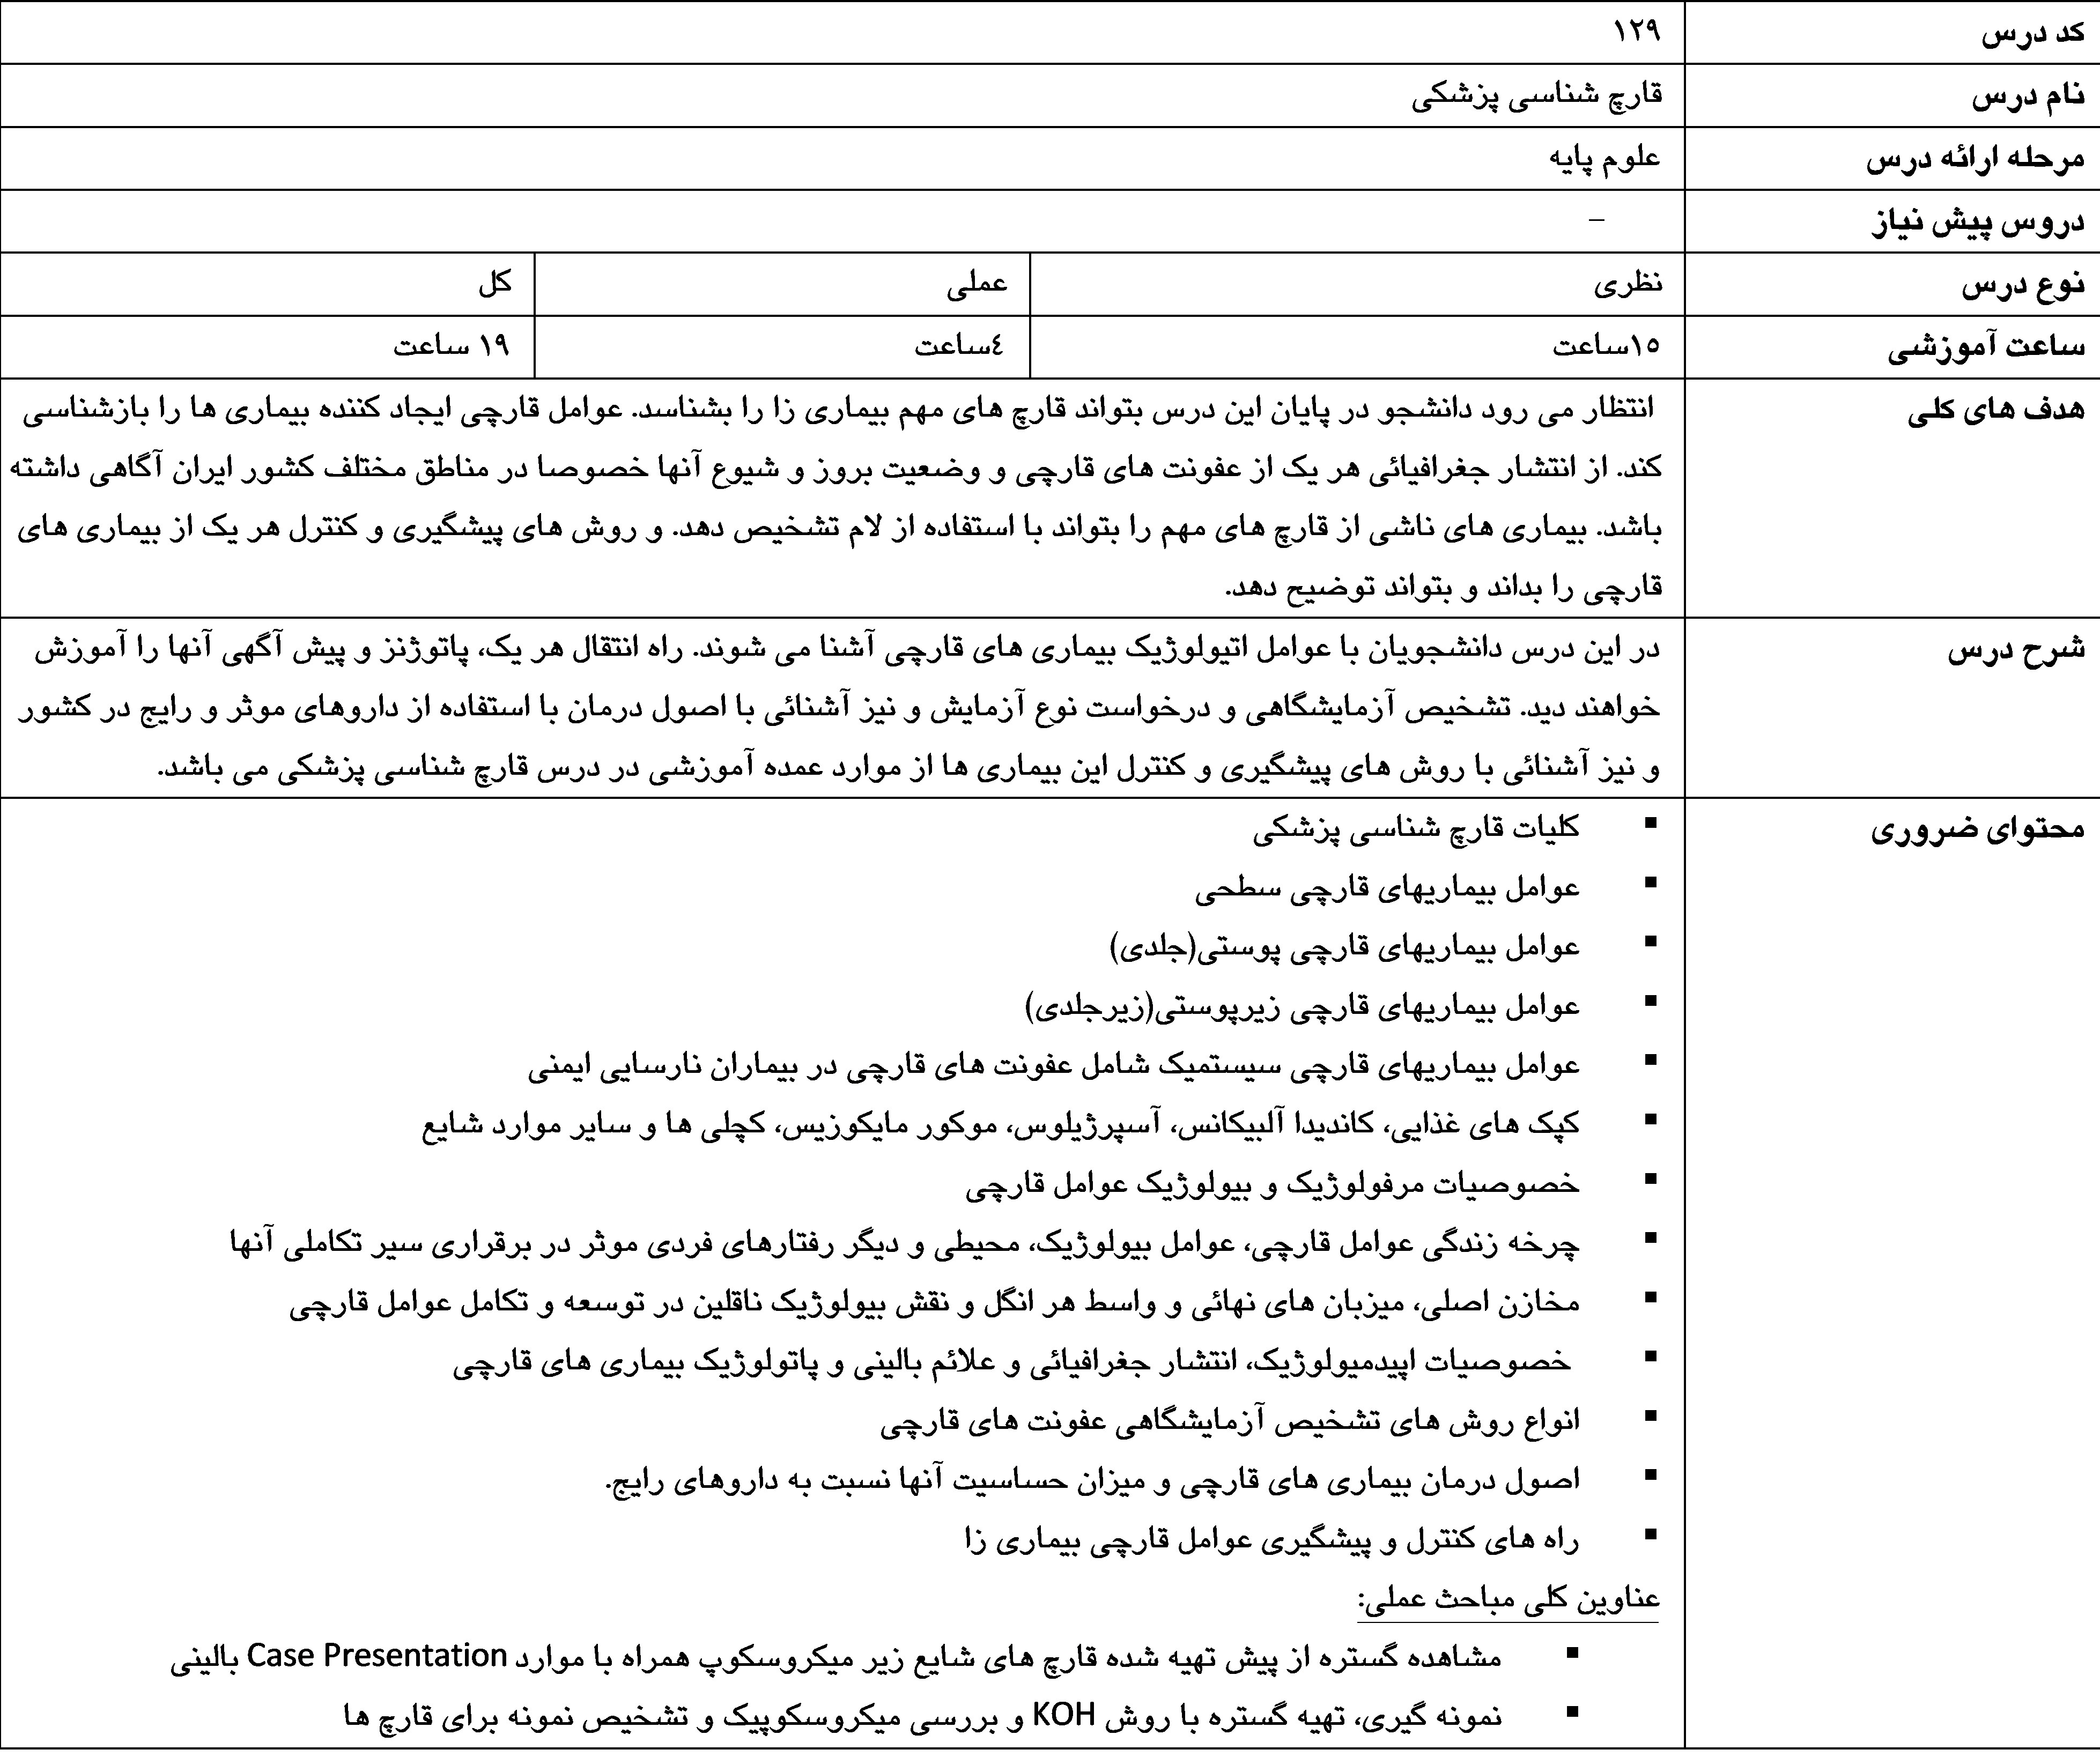 کد درس ۱۲۹
نام درس قارچ شناسی پزشکی
مرحله ارائه درس علوم پایه
دروس پیش نیاز –
نوع درس نظری عملی کل
ساعت آموزشی ۱۵ساعت ٤ساعت ۱۹ ساعت
هدف های کلی انتظار می رود دانشجو در پایان این درس بتواند قارچ های مهم بیماری زا را بشناسد. عوامل قارچی ایجاد کننده بیماری ها را بازشناسی
کند. از انتشار جغرافیائی هر یک از عفونت های قارچی و وضعیت بروز و شیوع آنها خصوصا در مناطق مختلف کشور ایران آگاهی داشته
باشد. بیماری های ناشی از قارچ های مهم را بتواند با استفاده از لام تشخیص دهد. و روش های پیشگیری و کنترل هر یک از بیماری های
قارچی را بداند و بتواند توضیح دهد.
شرح درس در این درس دانشجویان با عوامل اتیولوژیک بیماری های قارچی آشنا می شوند. راه انتقال هر یک، پاتوژنز و پیش آگهی آنها را آموزش
خواهند دید. تشخیص آزمایشگاهی و درخواست نوع آزمایش و نیز آشنائی با اصول درمان با استفاده از داروهای موثر و رایج در کشور
و نیز آشنائی با روش های پیشگیری و کنترل این بیماری ها از موارد عمده آموزشی در درس قارچ شناسی پزشکی می باشد.
محتوای ضروری ▪ کلیات قارچ شناسی پزشکی
▪ عوامل بیماریهای قارچی سطحی
▪ عوامل بیماریهای قارچی پوستی(جلدی)
▪ عوامل بیماریهای قارچی زیرپوستی(زیرجلدی)
▪ عوامل بیماریهای قارچی سیستمیک شامل عفونت های قارچی در بیماران نارسایی ایمنی
▪ کپک های غذایی، کاندیدا آلبیکانس، آسپرژیلوس، موکور مایکوزیس، کچلی ها و سایر موارد شایع
▪ خصوصیات مرفولوژیک و بیولوژیک عوامل قارچی
▪ چرخه زندگی عوامل قارچی، عوامل بیولوژیک، محیطی و دیگر رفتارهای فردی موثر در برقراری سیر تکاملی آنها
▪ مخازن اصلی، میزبان های نهائی و واسط هر انگل و نقش بیولوژیک ناقلین در توسعه و تکامل عوامل قارچی
▪ خصوصیات اپیدمیولوژیک، انتشار جغرافیائی و علائم بالینی و پاتولوژیک بیماری های قارچی
▪ انواع روش های تشخیص آزمایشگاهی عفونت های قارچی
▪ اصول درمان بیماری های قارچی و میزان حساسیت آنها نسبت به داروهای رایج.
▪ راه های کنترل و پیشگیری عوامل قارچی بیماری زا
عناوین کلی مباحث عملی:
▪ مشاهده گستره از پیش تهیه شده قارچ های شایع زیر میکروسکوپ همراه با موارد Case Presentation بالینی
▪ نمونه گیری، تهیه گستره با روش KOH و بررسی میکروسکوپیک و تشخیص نمونه برای قارچ ها